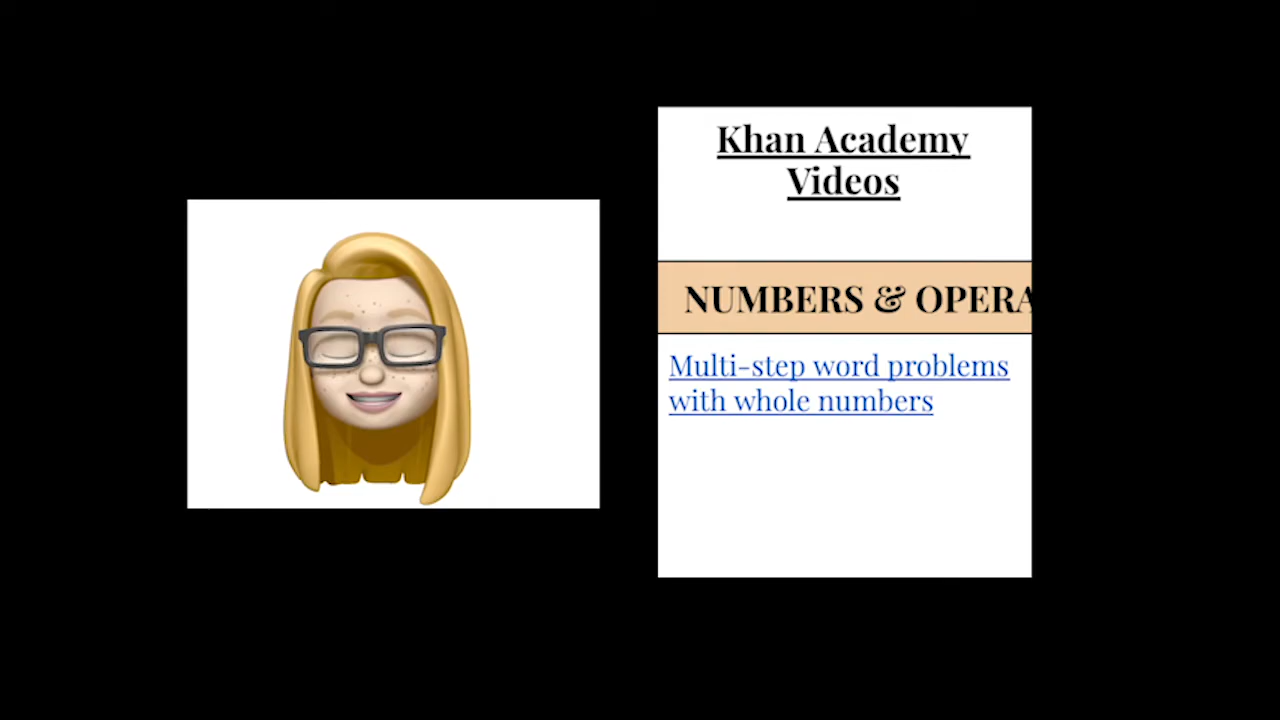 Khan Academy
Videos
NUMBERS & OPERA
Multi-step word problems
with whole numbers